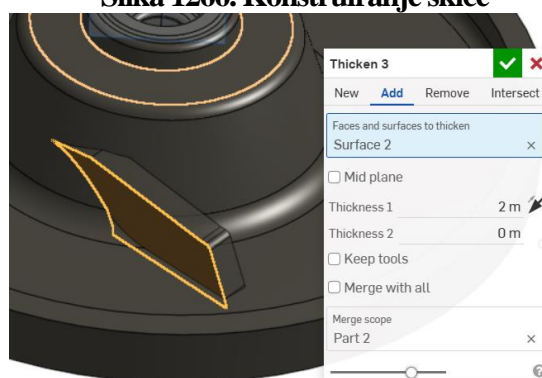 Slika 1266. Konstruiranje skice
Thicken 3
New Add Remove Intersect
Faces and surfaces to thicken
Surface 2
Mid plane
Thickness 1 2 m
Thickness 2 0 m
Keep tools
Merge with all
Merge scope
Part 2